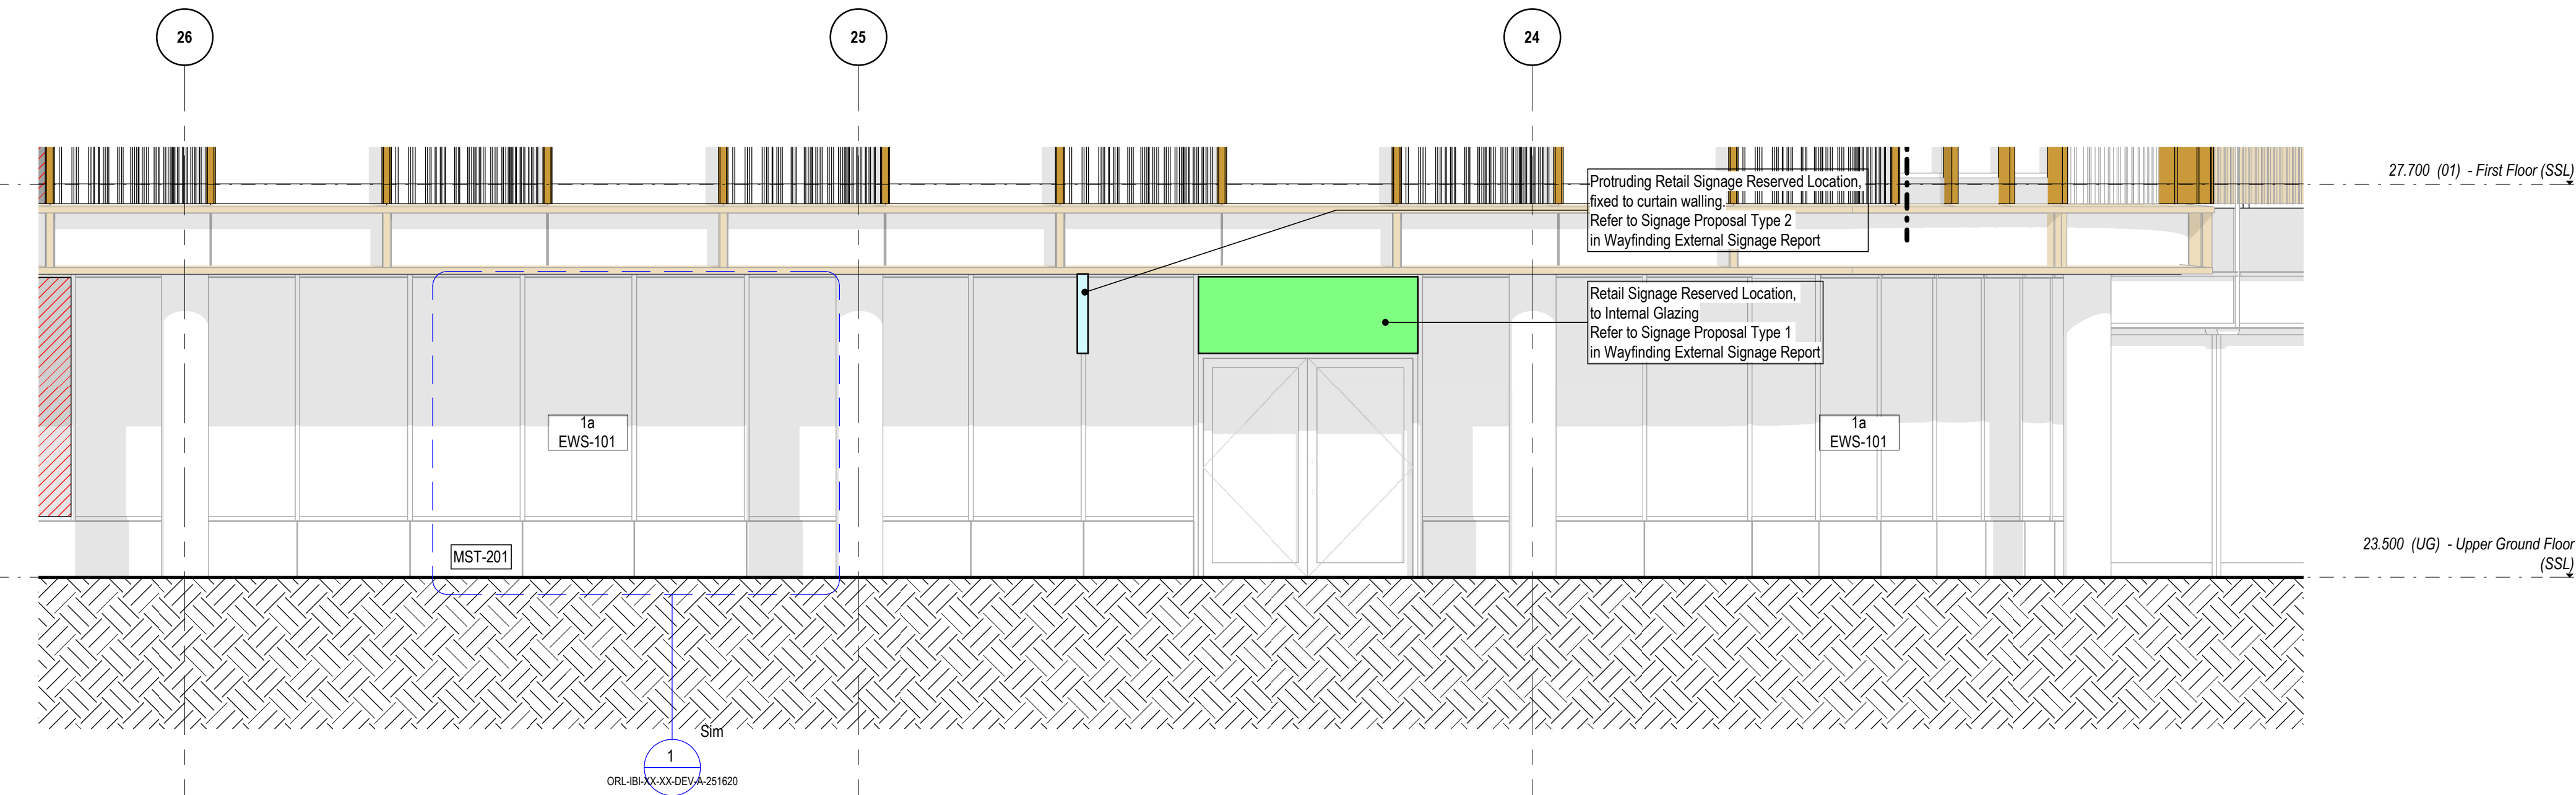 26
25
24
27.700 (01) - First Floor (SSL)
Protruding Retail Signage Reserved Location,
fixed to curtain walling.
Refer to Signage Proposal Type 2
in Wayfinding External Signage Report
Retail Signage Reserved Location,
to Internal Glazing
Refer to Signage Proposal Type 1
in Wayfinding External Signage Report
1a
EWS-101
1a
EWS-101
MST-201
23.500 (UG) - Upper Ground Floor
(SSL)
Sim
1
ORL-IBI-XX-XX-DEV-A-251620